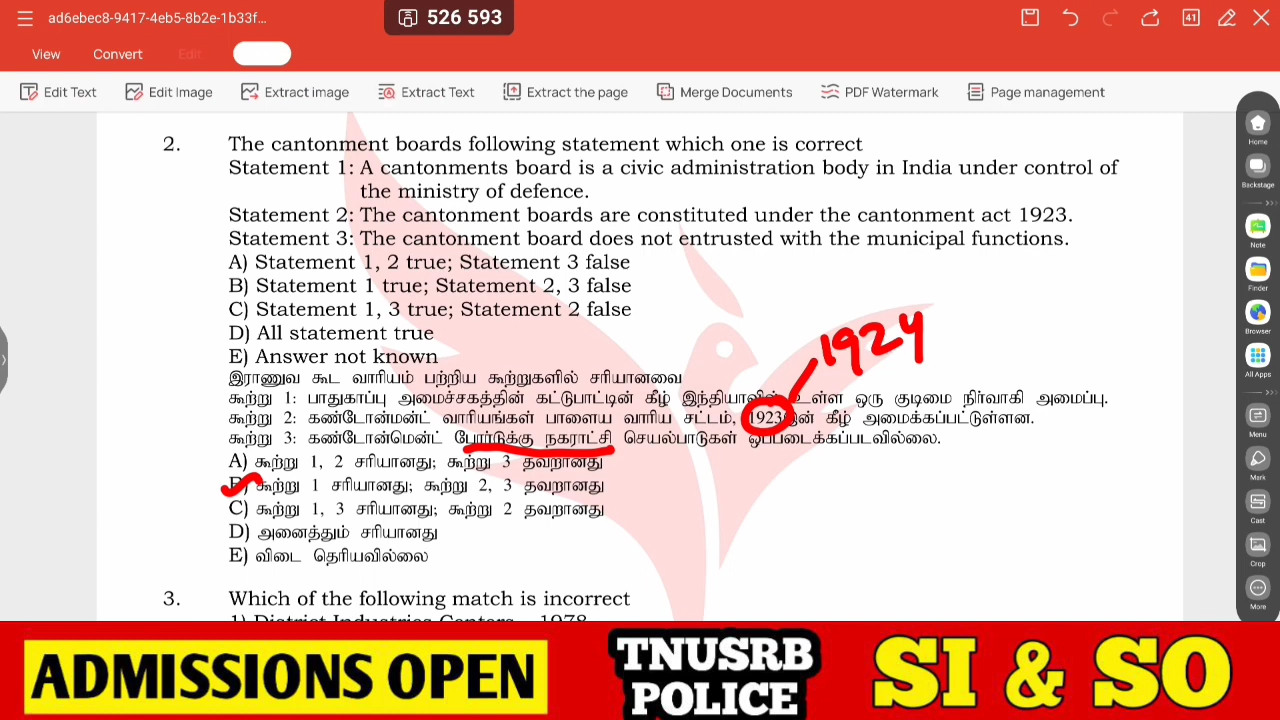 ad6ebec8-9417-4eb5-8b2e-1b33f...
526 593
41
View Convert Edit
Edit Text Edit Image Extract image Extract Text Extract the page Merge Documents PDF Watermark Page management
2. The cantonment boards following statement which one is correct
Statement 1: A cantonments board is a civic administration body in India under control of
the ministry of defence.
Statement 2: The cantonment boards are constituted under the cantonment act 1923.
Statement 3: The cantonment board does not entrusted with the municipal functions.
A) Statement 1, 2 true; Statement 3 false
B) Statement 1 true; Statement 2, 3 false
C) Statement 1, 3 true; Statement 2 false
D) All statement true
E) Answer not known
1924
இராணுவ கூட வாரியம் பற்றிய கூற்றுகளில் சரியானவை
கூற்று 1: பாதுகாப்பு அமைச்சகத்தின் கட்டுபாட்டின் கீழ் இந்தியாவில் உள்ள ஒரு குடிமை நிர்வாகி அமைப்பு.
கூற்று 2: கண்டோன்மன்ட் வாரியங்கள் பாளைய வாரிய சட்டம், 1923இன் கீழ் அமைக்கப்பட்டுள்ளன.
கூற்று 3: கண்டோன்மென்ட் போர்டுக்கு நகராட்சி செயல்பாடுகள் ஒப்படைக்கப்படவில்லை.
A) கூற்று 1, 2 சரியானது; கூற்று 3 தவறானது
B) கூற்று 1 சரியானது; கூற்று 2, 3 தவறானது
C) கூற்று 1, 3 சரியானது; கூற்று 2 தவறானது
D) அனைத்தும் சரியானது
E) விடை தெரியவில்லை
3. Which of the following match is incorrect
1) District Industries Centers - 1978
Home
Backstage
Note
Finder
Browser
All Apps
Menu
Mark
Cast
Crop
More
ADMISSIONS OPEN
TNUSRB
POLICE
SI & SO